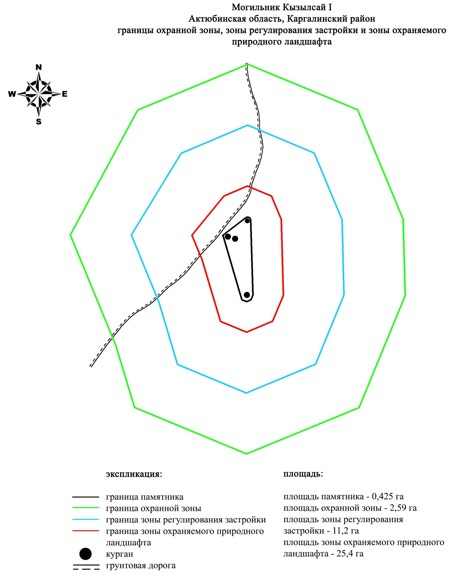 Могильник Кызылсай I
Актюбинская область, Каргалинский район
границы охранной зоны, зоны регулирования застройки и зоны охраняемого
природного ландшафта
N
W E
S
экспликация:
граница памятника
граница охранной зоны
граница зоны регулирования застройки
граница зоны охраняемого природного
ландшафта
курган
грунтовая дорога
площадь:
площадь памятника - 0,425 га
площадь охранной зоны - 2,59 га
площадь зоны регулирования
застройки - 11,2 га
площадь зоны охраняемого природного
ландшафта - 25,4 га